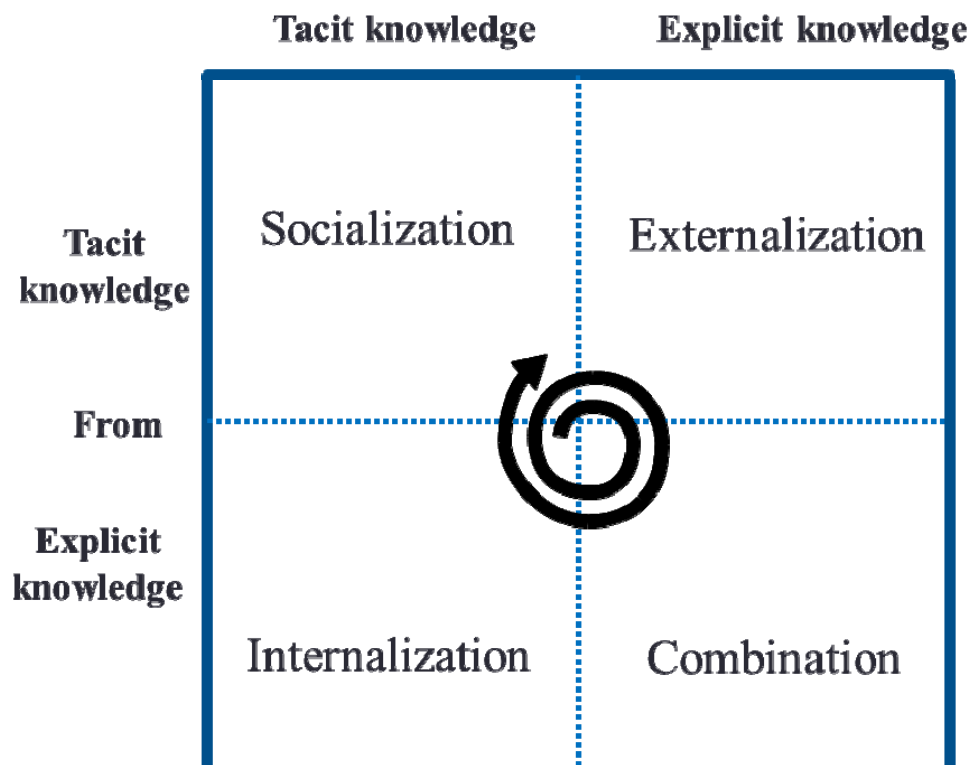 Tacit knowledge Explicit knowledge
Socialization Externalization
Tacit
knowledge
From
Explicit
knowledge
Internalization Combination